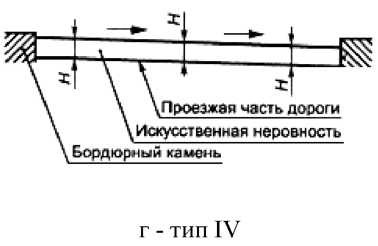 Н
Н
Н
Проезжая часть дороги
Искусственная неровность
Бордюрный камень
г - тип IV